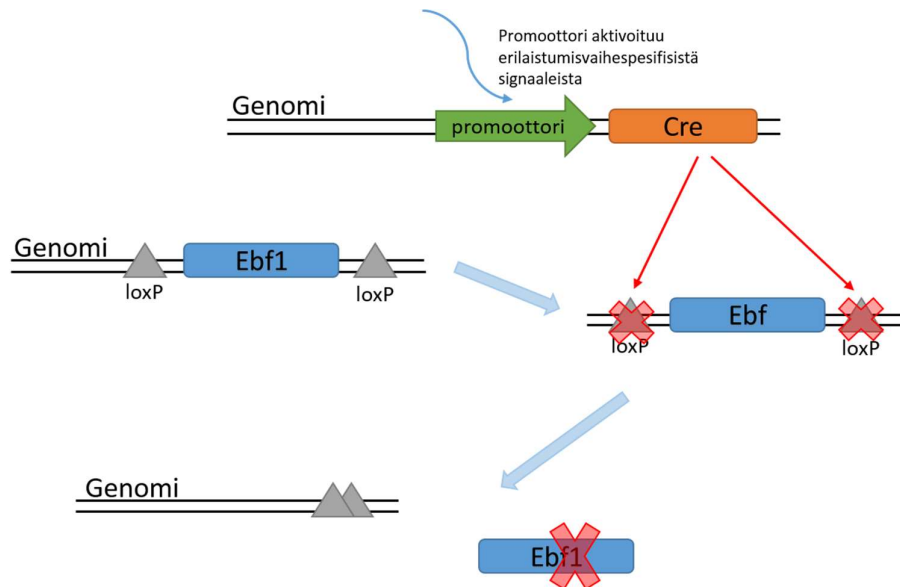 Promoottori aktivoituu
erilaistumisvaihespesifisistä
signaaleista
Genomi
promoottori
Cre
Genomi
Ebf1
loxP
loxP
Ebf
loxP
loxP
Genomi
Ebf1